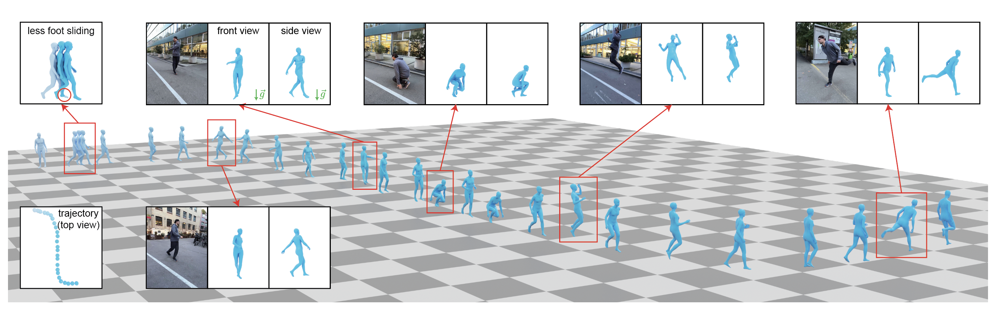 less foot sliding
front view
side view
↓g⃗
↓g⃗
trajectory
(top view)